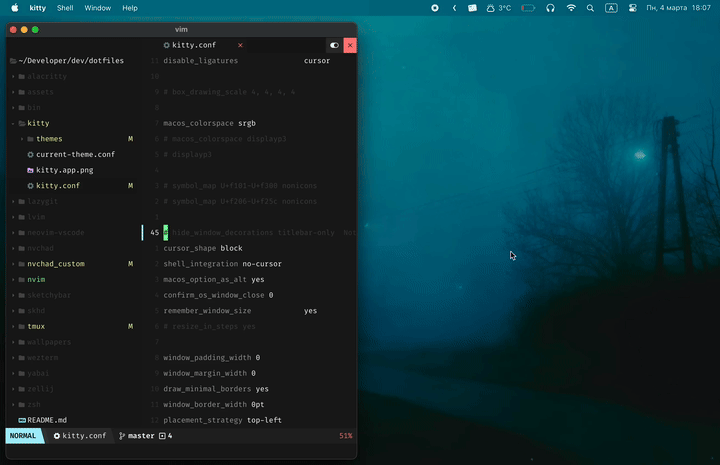 kitty Shell Window Help
3°C A Пн, 4 марта 18:07
vim
kitty.conf ×
~/Developer/dev/dotfiles
alacritty
assets
bin
kitty
themes M
current-theme.conf
kitty.app.png
kitty.conf M
lazygit
lvim
neovim-vscode
nvchad
nvchad_custom M
nvim
sketchybar
skhd
tmux M
wallpapers
wezterm
yabai
zellij
zsh
README.md
11 disable_ligatures cursor
10
9 # box_drawing_scale 4, 4, 4, 4
8
7 macos_colorspace srgb
6 # macos_colorspace displayp3
5 # displayp3
4
3 # symbol_map U+f101-U+f208 nonicons
2 # symbol_map U+f200-U+f25c nonicons
1
45 # hide_window_decorations titlebar-only
1 cursor_shape block
2 shell_integration no-cursor
3 macos_option_as_alt yes
4 confirm_os_window_close 0
5 remember_window_size yes
6 # resize_in_steps yes
7
8 window_padding_width 0
9 window_margin_width 0
10 draw_minimal_borders yes
11 window_border_width 0pt
12 placement_strategy top-left
NORMAL kitty.conf master 4 51%